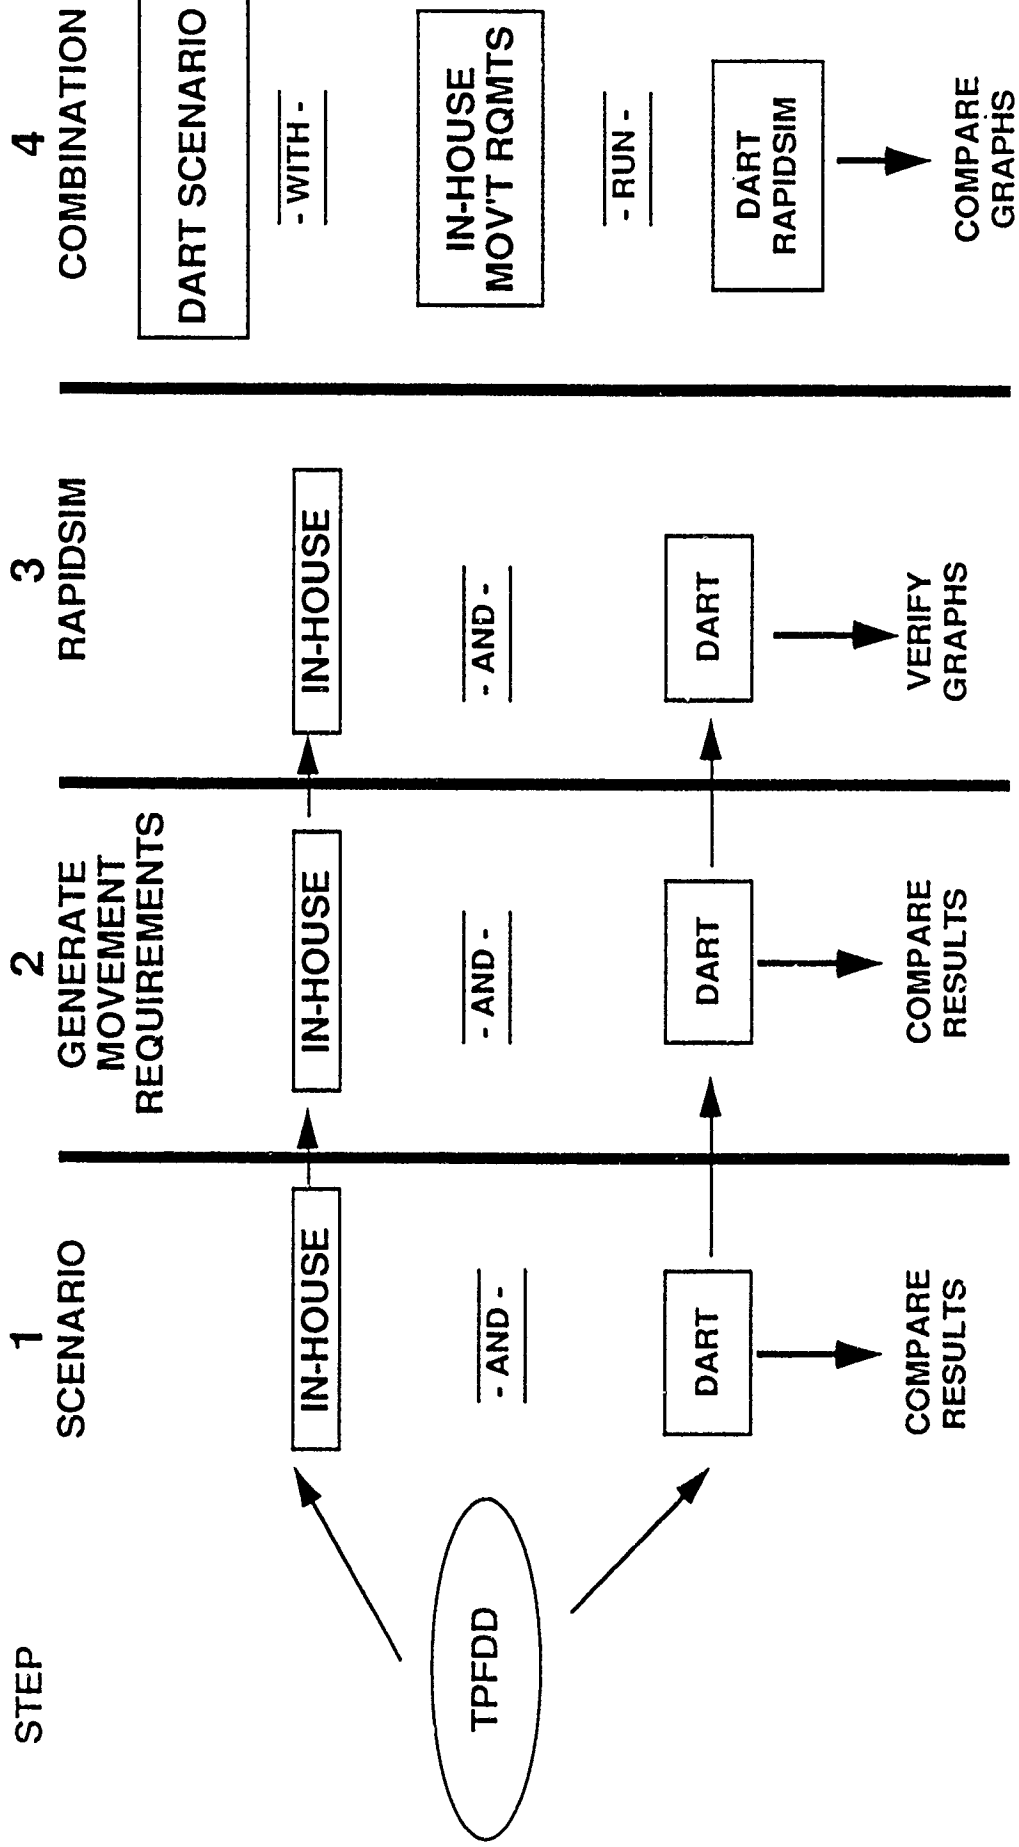 STEP
1
SCENARIO
2
GENERATE
MOVEMENT
REQUIREMENTS
3
RAPIDSIM
4
COMBINATION
TPFDD
IN-HOUSE
- AND -
DART
COMPARE
RESULTS
IN-HOUSE
- AND -
DART
COMPARE
RESULTS
IN-HOUSE
- AND -
DART
VERIFY
GRAPHS
DART SCENARIO
- WITH -
IN-HOUSE
MOV'T RQMTS
- RUN -
DART
RAPIDSIM
COMPARE
GRAPHS